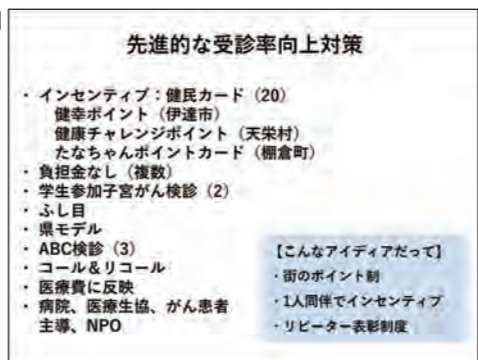 先進的な受診率向上対策
・ インセンティブ：健民カード（20）
健幸ポイント（伊達市）
健康チャレンジポイント（天栄村）
たなちゃんポイントカード（棚倉町）
・ 負担金なし（複数）
・ 学生参加子宮がん検診（2）
・ ふし目
・ 県モデル
・ ABC検診（3）
・ コール＆リコール
・ 医療費に反映
・ 病院、医療生協、がん患者
主導、NPO
【こんなアイディアだって】
・街のポイント制
・1人同伴でインセンティブ
・リピーター表彰制度